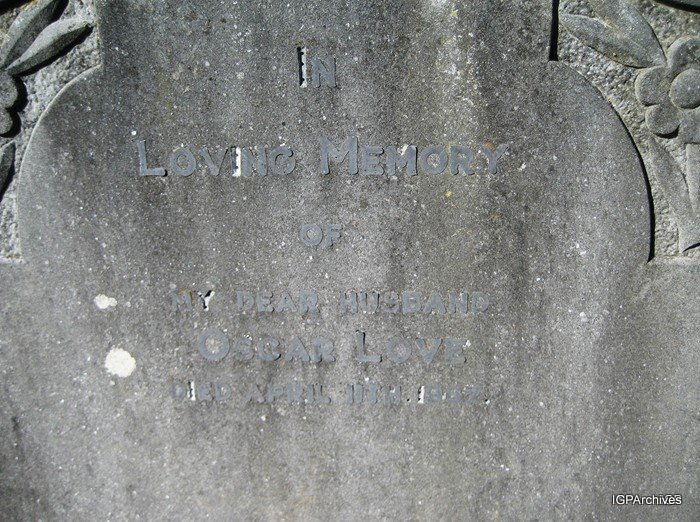 IN
LOVING MEMORY
OF
MY DEAR HUSBAND
OSCAR LOVE
DIED APRIL 11TH.
IGPArchives